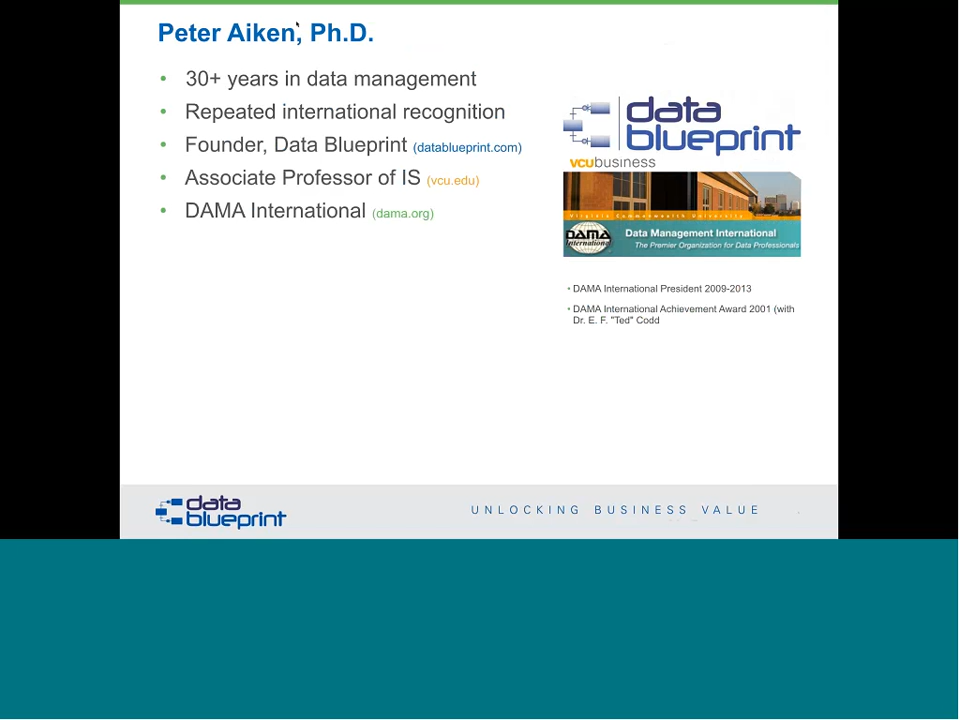 Peter Aiken, Ph.D.
• 30+ years in data management
• Repeated international recognition
• Founder, Data Blueprint (datablueprint.com)
• Associate Professor of IS (vcu.edu)
• DAMA International (dama.org)
data
blueprint
vcubusiness
Virginia Commonwealth University
DAMA
International
Data Management International
The Premier Organization for Data Professionals
• DAMA International President 2009-2013
• DAMA International Achievement Award 2001 (with
Dr. E. F. "Ted" Codd
data
blueprint
UNLOCKING BUSINESS VALUE